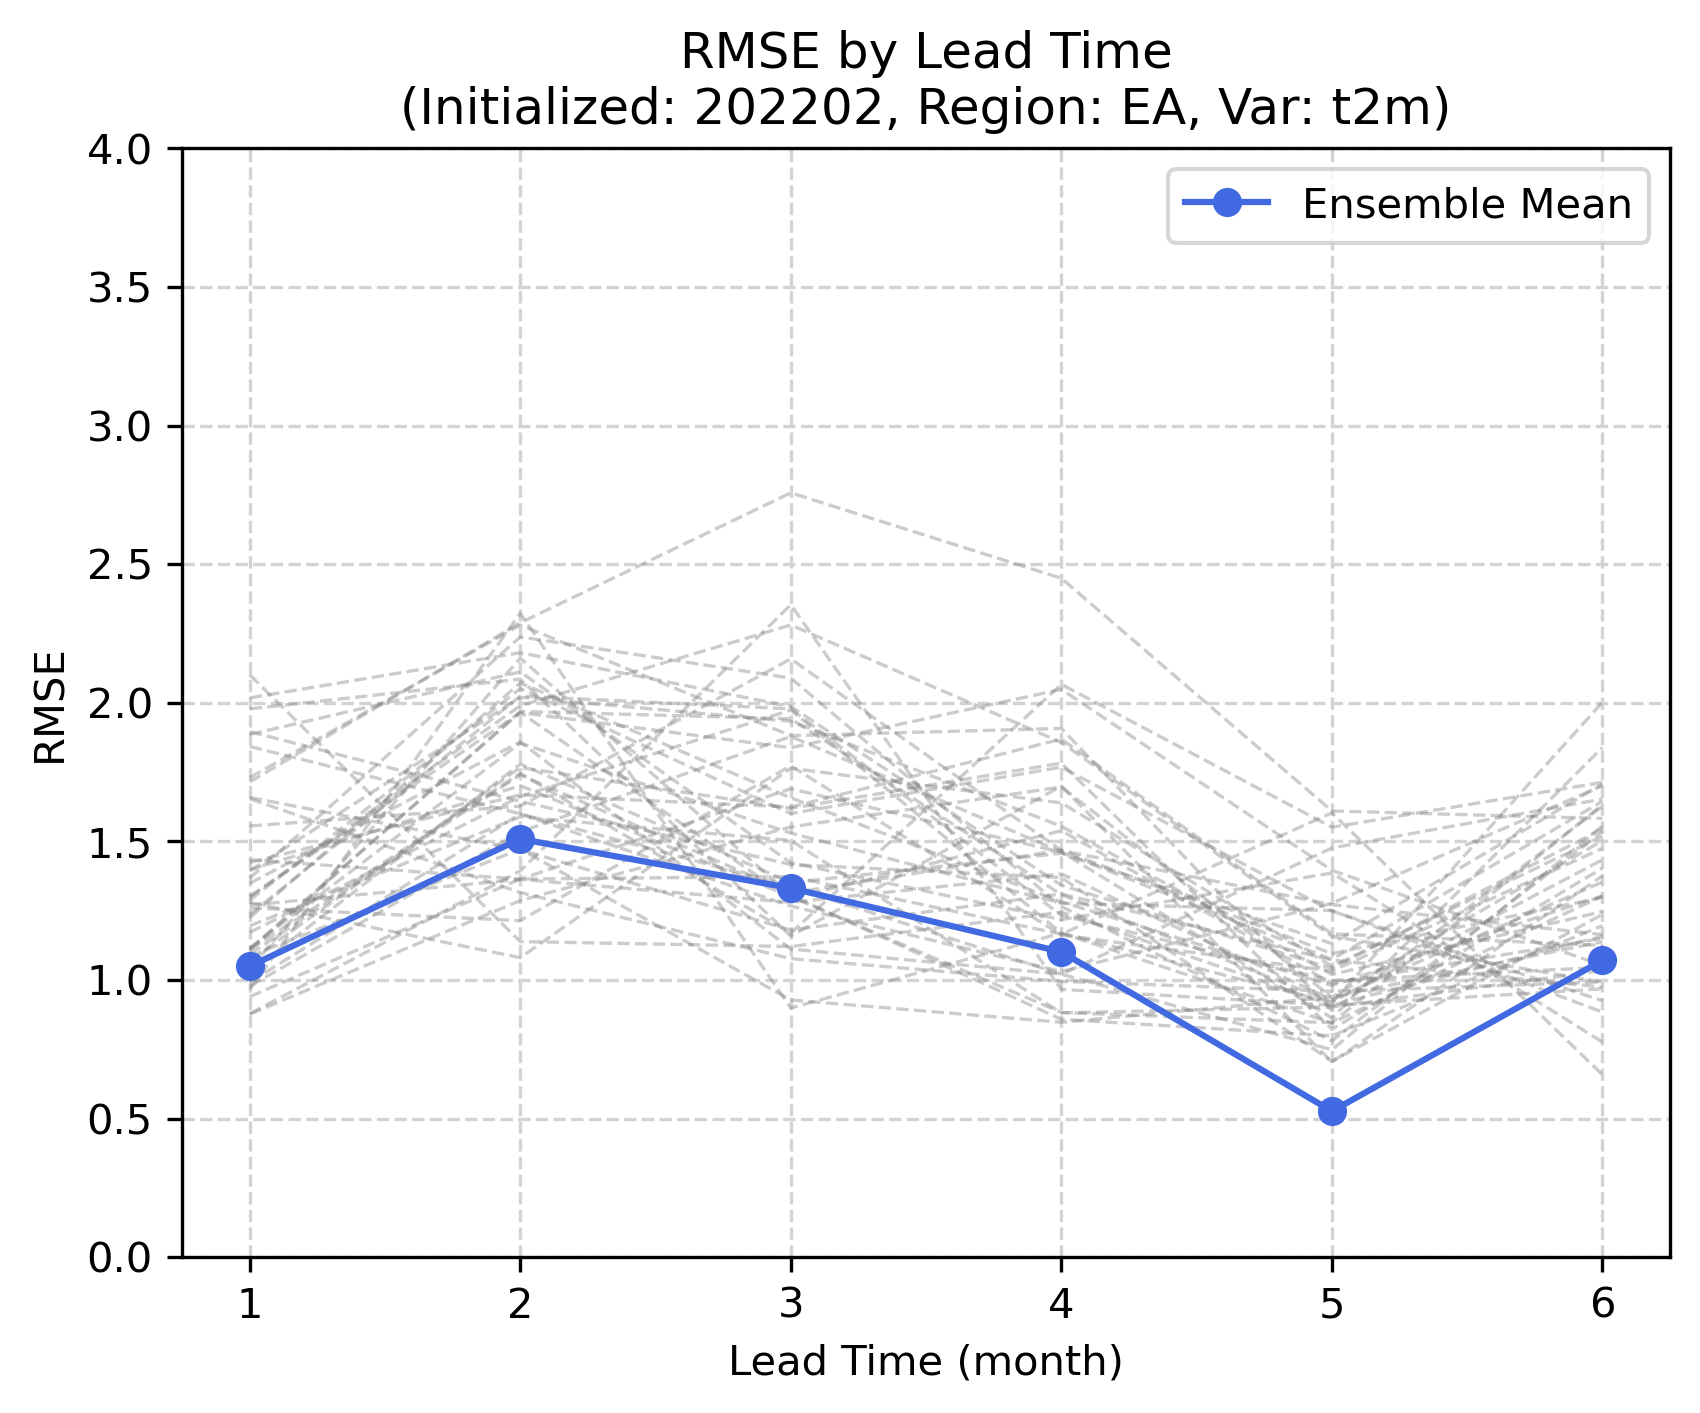 RMSE by Lead Time
(Initialized: 202202, Region: EA, Var: t2m)
Ensemble Mean
4.0
3.5
3.0
2.5
2.0
1.5
1.0
0.5
0.0
RMSE
1 2 3 4 5 6
Lead Time (month)